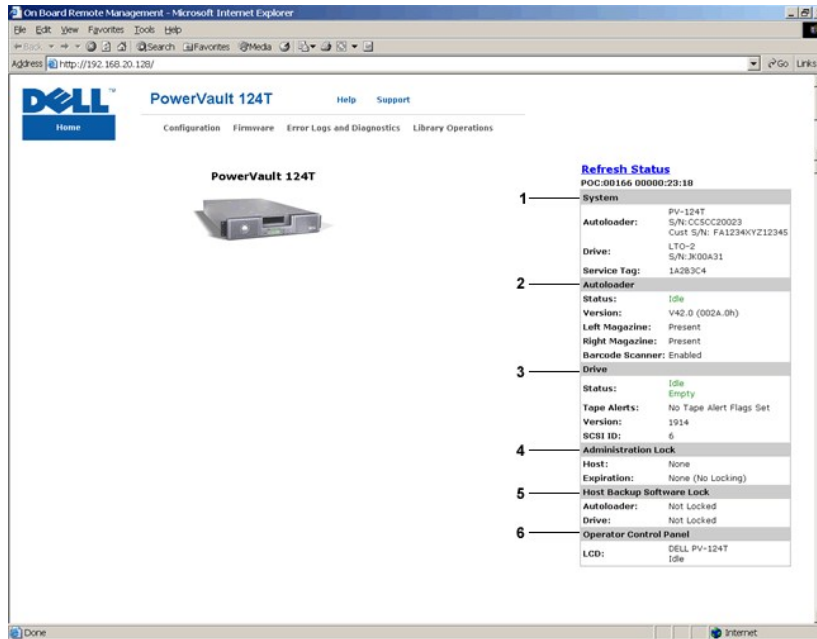 On Board Remote Management - Microsoft Internet Explorer
File Edit View Favorites Tools Help
Back Search Favorites Media
Address http://192.168.20.128/ Go Links
DELL™ PowerVault 124T Help Support
Home Configuration Firmware Error Logs and Diagnostics Library Operations
PowerVault 124T
Refresh Status
POC:00166 00000:23:18
1 System
Autoloader: PV-124T
S/N:CC5CC20023
Cust S/N: FA1234XYZ12345
Drive: LTO-2
S/N:JK00A31
Service Tag: 1A2B3C4
2 Autoloader
Status: Idle
Version: V42.0 (002A.0h)
Left Magazine: Present
Right Magazine: Present
Barcode Scanner: Enabled
3 Drive
Status: Idle
Empty
Tape Alerts: No Tape Alert Flags Set
Version: 1914
SCSI ID: 6
4 Administration Lock
Host: None
Expiration: None (No Locking)
5 Host Backup Software Lock
Autoloader: Not Locked
Drive: Not Locked
6 Operator Control Panel
LCD: DELL PV-124T
Idle
Done Internet